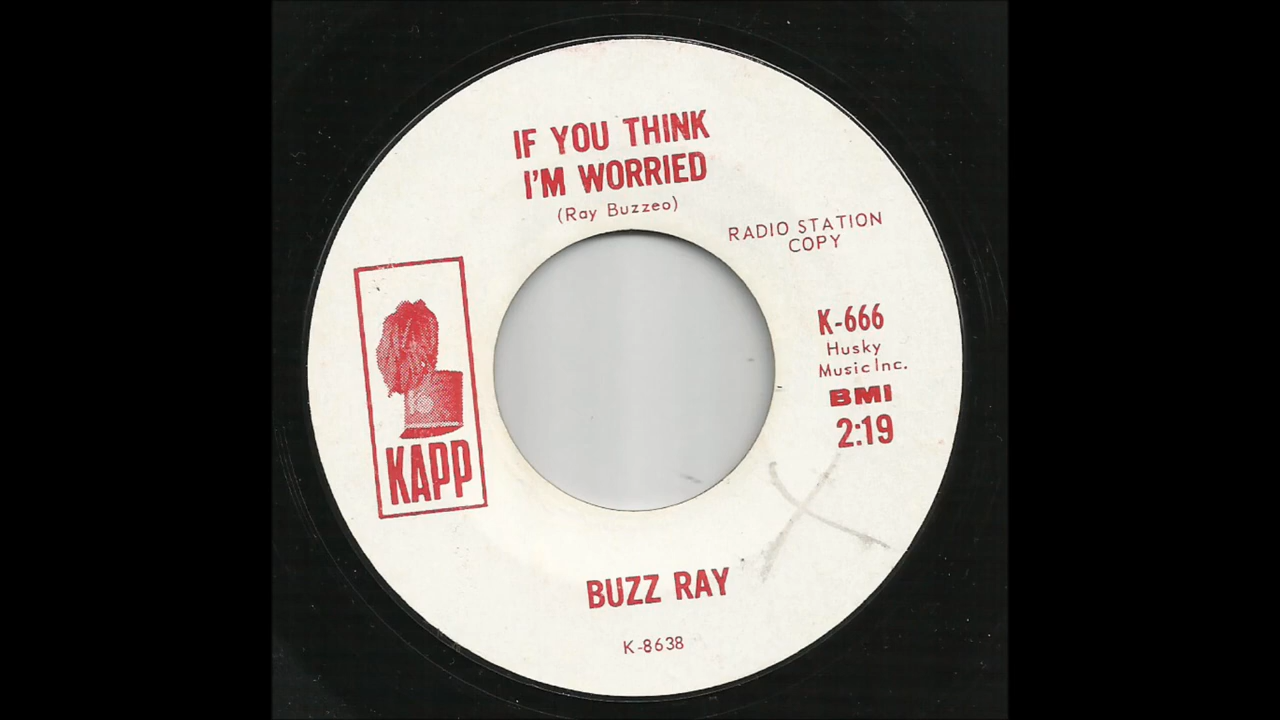 IF YOU THINK
I'M WORRIED
(Ray Buzzeo)
RADIO STATION
COPY
K-666
Husky
Music Inc.
BMI
2:19
KAPP
BUZZ RAY
K-8638